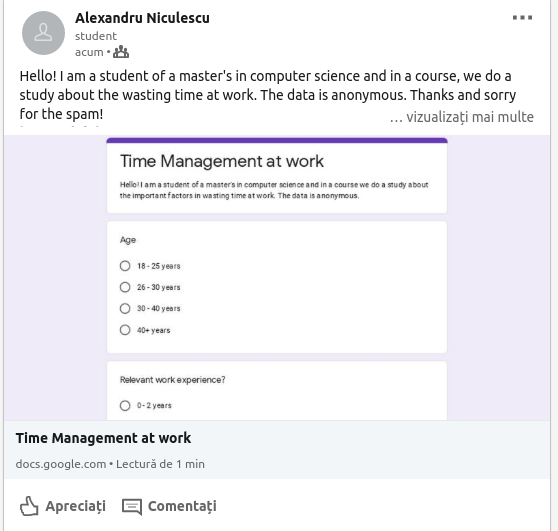 Alexandru Niculescu
student
acum •
Hello! I am a student of a master's in computer science and in a course, we do a
study about the wasting time at work. The data is anonymous. Thanks and sorry
for the spam!
... vizualizați mai multe
Time Management at work
Hello! I am a student of a master's in computer science and in a course we do a study about
the important factors in wasting time at work. The data is anonymous.
Age
18 - 25 years
26 - 30 years
30 - 40 years
40+ years
Relevant work experience?
0 - 2 years
Time Management at work
docs.google.com • Lectură de 1 min
Apreciați Comentați